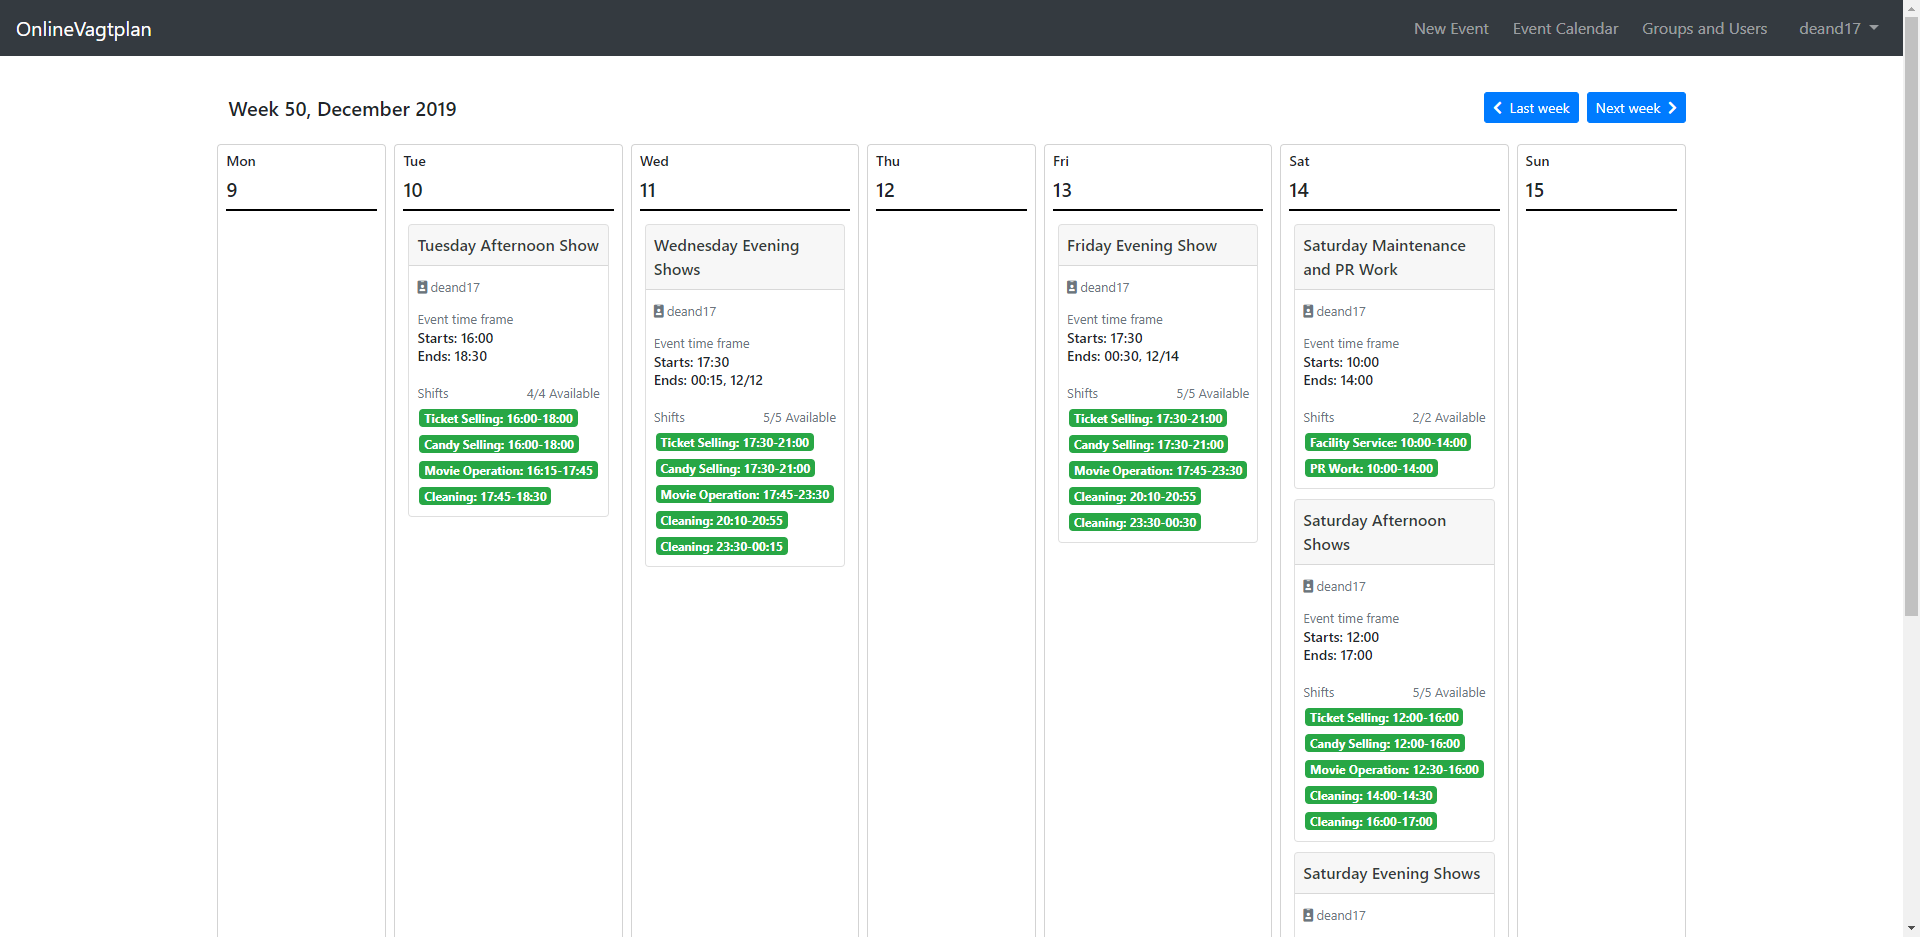 OnlineVagtplan
New Event
Event Calendar
Groups and Users
deand17
Week 50, December 2019
Last week
Next week
Mon
9
Tue
10
Tuesday Afternoon Show
deand17
Event time frame
Starts: 16:00
Ends: 18:30
Shifts 4/4 Available
Ticket Selling: 16:00-18:00
Candy Selling: 16:00-18:00
Movie Operation: 16:15-17:45
Cleaning: 17:45-18:30
Wed
11
Wednesday Evening
Shows
deand17
Event time frame
Starts: 17:30
Ends: 00:15, 12/12
Shifts 5/5 Available
Ticket Selling: 17:30-21:00
Candy Selling: 17:30-21:00
Movie Operation: 17:45-23:30
Cleaning: 20:10-20:55
Cleaning: 23:30-00:15
Thu
12
Fri
13
Friday Evening Show
deand17
Event time frame
Starts: 17:30
Ends: 00:30, 12/14
Shifts 5/5 Available
Ticket Selling: 17:30-21:00
Candy Selling: 17:30-21:00
Movie Operation: 17:45-23:30
Cleaning: 20:10-20:55
Cleaning: 23:30-00:30
Sat
14
Saturday Maintenance
and PR Work
deand17
Event time frame
Starts: 10:00
Ends: 14:00
Shifts 2/2 Available
Facility Service: 10:00-14:00
PR Work: 10:00-14:00
Saturday Afternoon
Shows
deand17
Event time frame
Starts: 12:00
Ends: 17:00
Shifts 5/5 Available
Ticket Selling: 12:00-16:00
Candy Selling: 12:00-16:00
Movie Operation: 12:30-16:00
Cleaning: 14:00-14:30
Cleaning: 16:00-17:00
Saturday Evening Shows
deand17
Sun
15